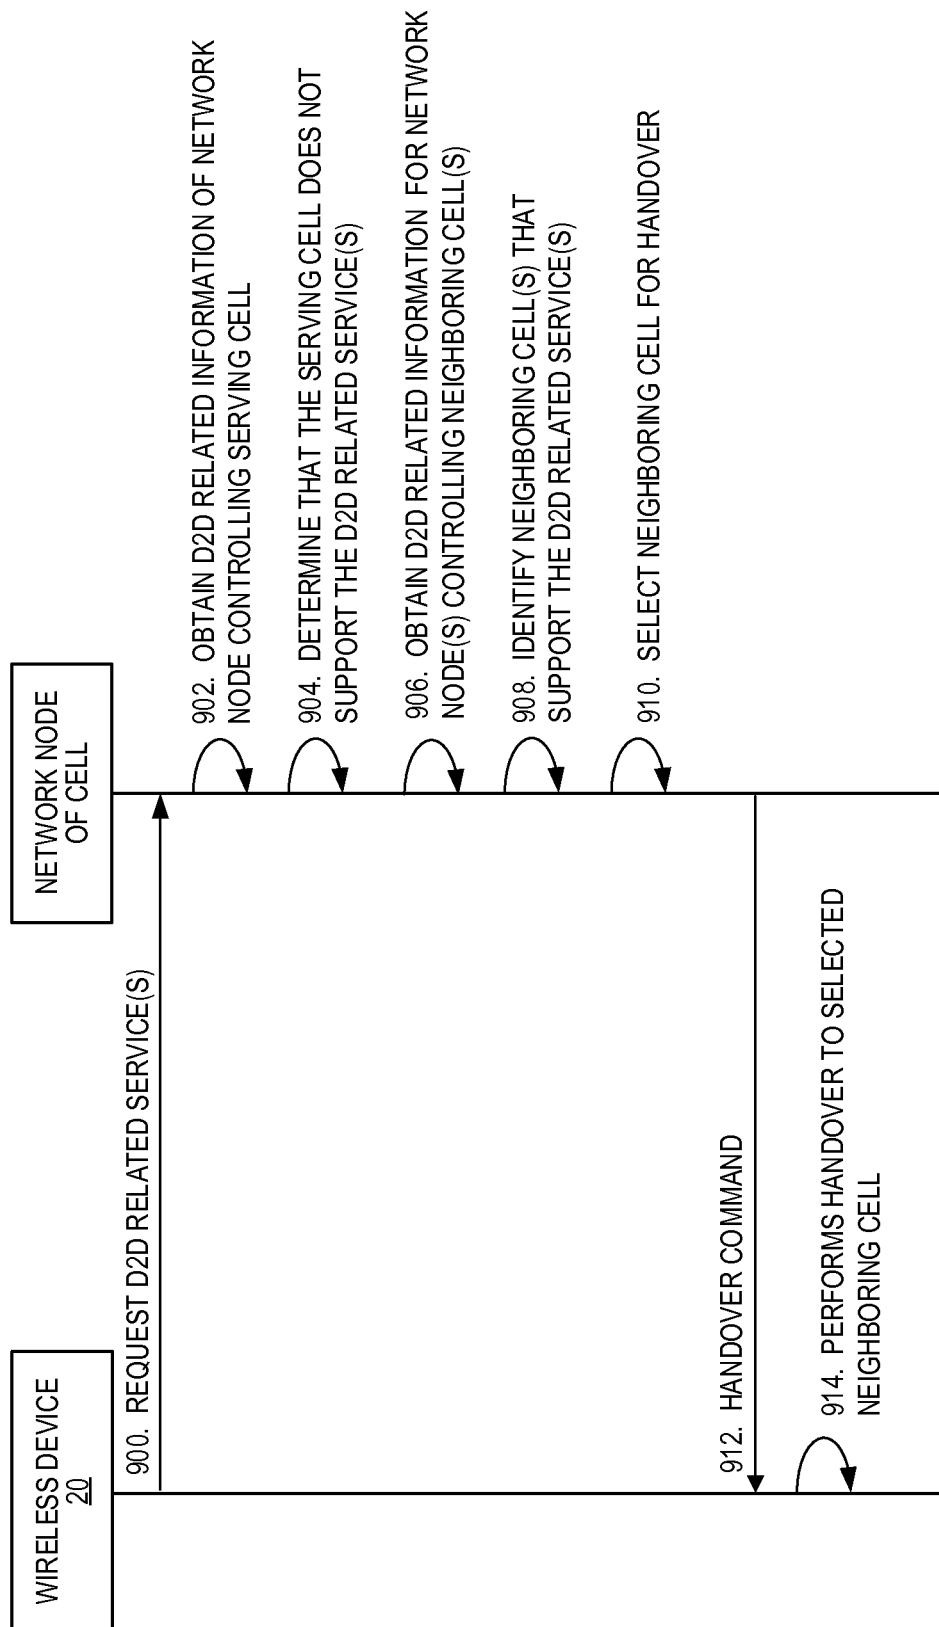 WIRELESS DEVICE
20
NETWORK NODE
OF CELL
900. REQUEST D2D RELATED SERVICE(S)
902. OBTAIN D2D RELATED INFORMATION OF NETWORK
NODE CONTROLLING SERVING CELL
904. DETERMINE THAT THE SERVING CELL DOES NOT
SUPPORT THE D2D RELATED SERVICE(S)
906. OBTAIN D2D RELATED INFORMATION FOR NETWORK
NODE(S) CONTROLLING NEIGHBORING CELL(S)
908. IDENTIFY NEIGHBORING CELL(S) THAT
SUPPORT THE D2D RELATED SERVICE(S)
910. SELECT NEIGHBORING CELL FOR HANDOVER
912. HANDOVER COMMAND
914. PERFORMS HANDOVER TO SELECTED
NEIGHBORING CELL